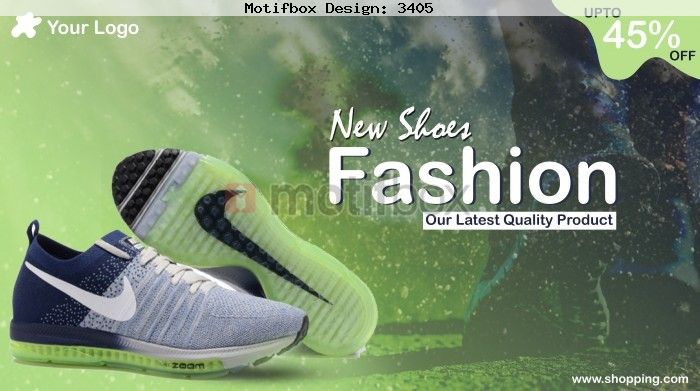 Motifbox Design: 3405
Your Logo
UPTO
45%
OFF
New Shoes
Fashion
motifbox
Our Latest Quality Product
ZOOM
www.shopping.com